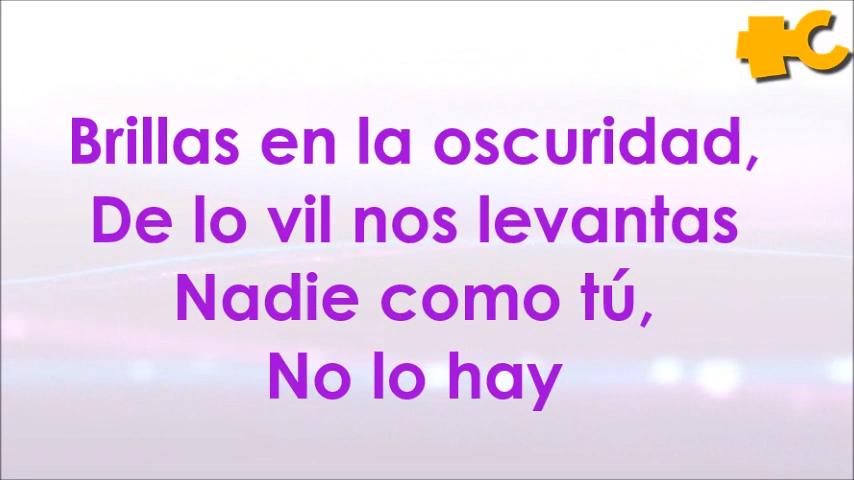 Brillas en la oscuridad,
De lo vil nos levantas
Nadie como tú,
No lo hay